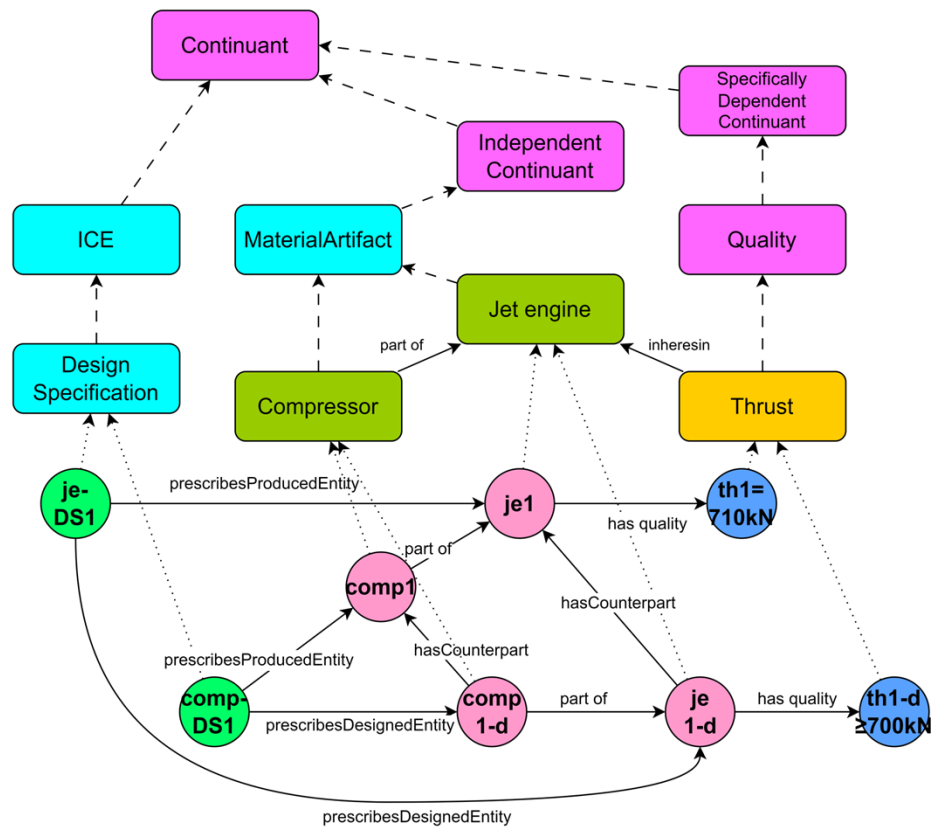 Continuant
Specifically
Dependent
Continuant
Independent
Continuant
ICE
MaterialArtifact
Quality
Jet engine
part of
inheresin
Design
Specification
Compressor
Thrust
je-
DS1
prescribesProducedEntity
je1
has quality
th1=
710kN
part of
comp1
hasCounterpart
prescribesProducedEntity
hasCounterpart
comp-
DS1
prescribesDesignedEntity
comp
1-d
part of
je
1-d
has quality
th1-d
≥700kN
prescribesDesignedEntity